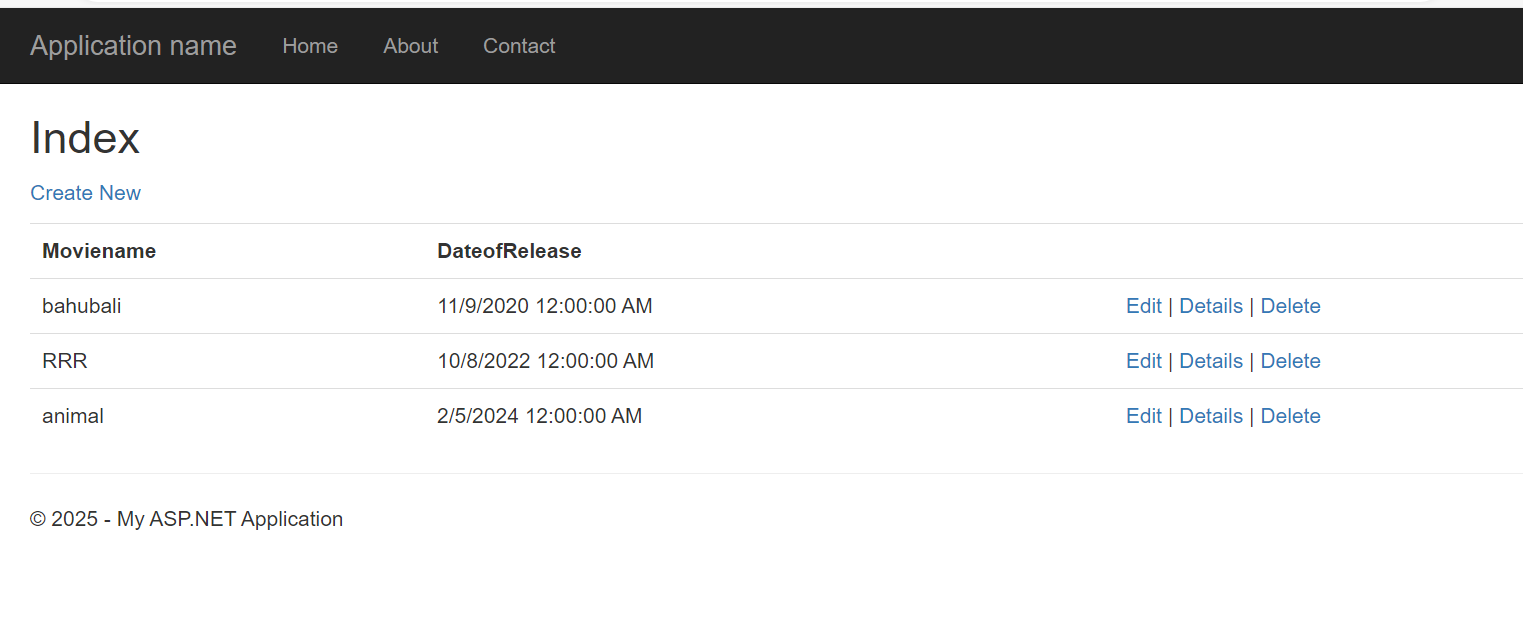 Application name Home About Contact
Index
Create New
Moviename DateofRelease
bahubali 11/9/2020 12:00:00 AM Edit | Details | Delete
RRR 10/8/2022 12:00:00 AM Edit | Details | Delete
animal 2/5/2024 12:00:00 AM Edit | Details | Delete
© 2025 - My ASP.NET Application